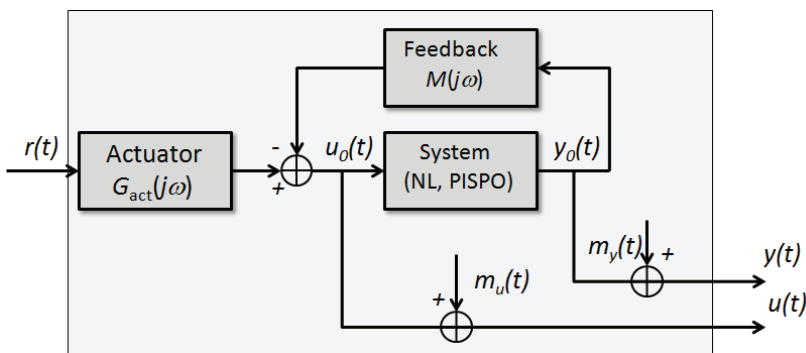 Feedback
M(jω)
r(t)
Actuator
G_act(jω)
-
+
u_0(t)
System
(NL, PISPO)
y_0(t)
m_y(t)
+
y(t)
+
m_u(t)
u(t)